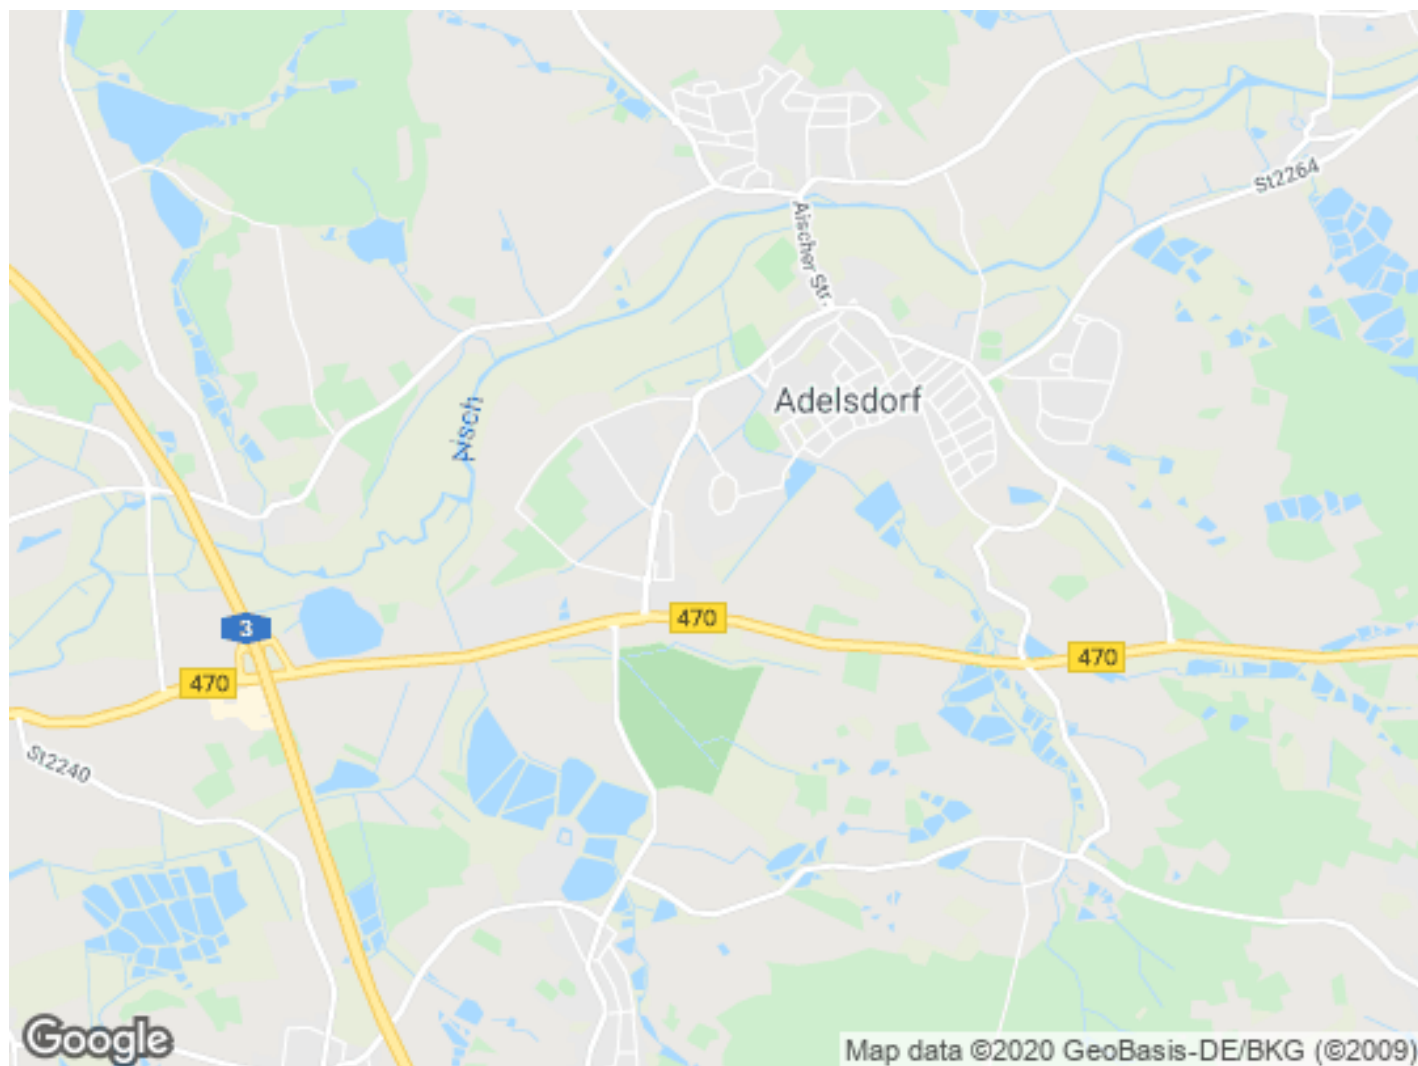 St2264
Aischer Str.
Adelsdorf
Aisch
3
470
470
470
St2240
Google
Map data ©2020 GeoBasis-DE/BKG (©2009)